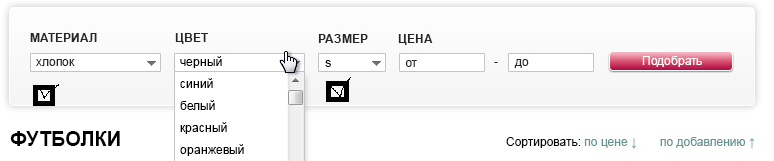 МАТЕРИАЛ ЦВЕТ РАЗМЕР ЦЕНА
хлопок черный s от - до Подобрать
синий
белый
красный
оранжевый
ФУТБОЛКИ Сортировать: по цене ↓ по добавлению ↑